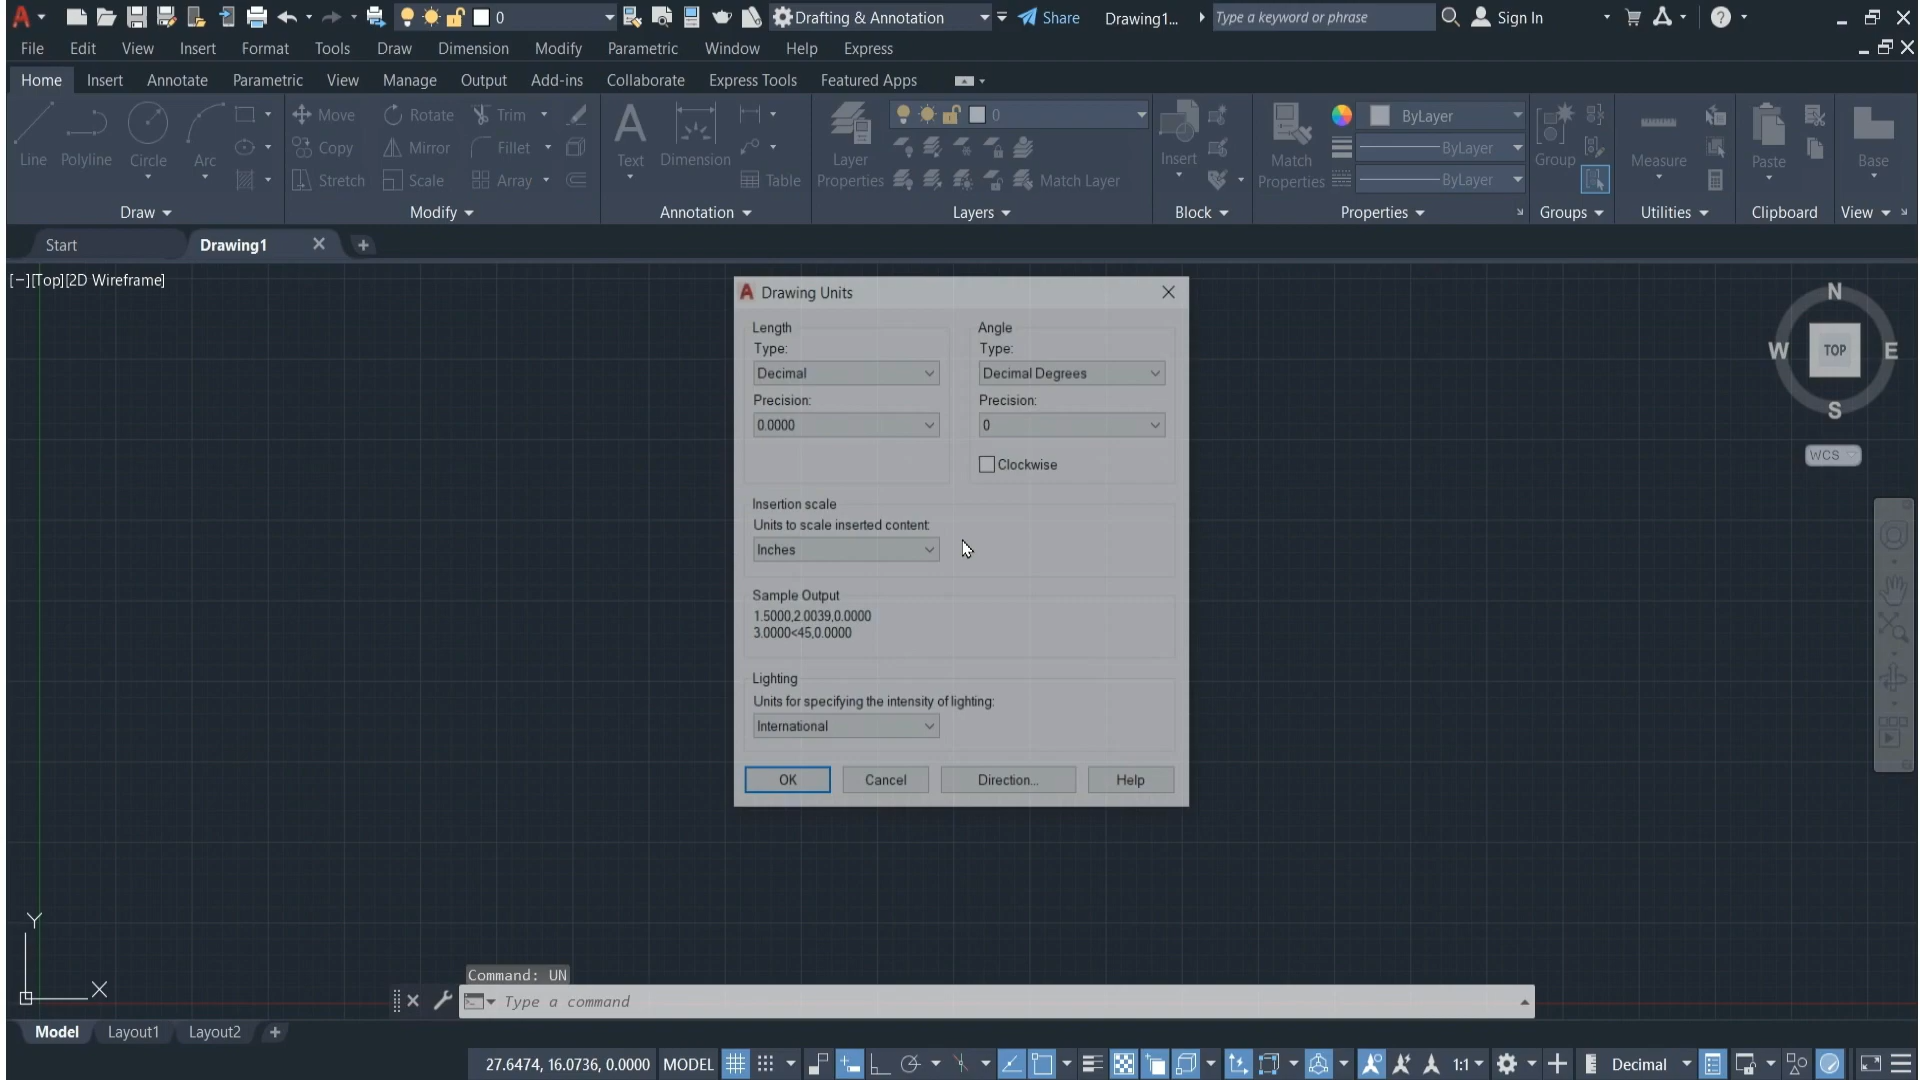 0
Drafting & Annotation
Share
Drawing1...
Type a keyword or phrase
Sign In
File Edit View Insert Format Tools Draw Dimension Modify Parametric Window Help Express
Home Insert Annotate Parametric View Manage Output Add-ins Collaborate Express Tools Featured Apps
Line Polyline Circle Arc
Move Rotate Trim
Copy Mirror Fillet
Stretch Scale Array
Text Dimension
Table
Layer
Properties
0
Match Layer
Insert
Match
Properties
ByLayer
ByLayer
ByLayer
Group
Measure
Paste
Base
Draw Modify Annotation Layers Block Properties Groups Utilities Clipboard View
Start Drawing1
[−][Top][2D Wireframe]
N
W TOP E
S
WCS
Drawing Units
Length
Type:
Decimal
Precision:
0.0000
Angle
Type:
Decimal Degrees
Precision:
0
Clockwise
Insertion scale
Units to scale inserted content:
Inches
Sample Output
1.5000,2.0039,0.0000
3.0000<45,0.0000
Lighting
Units for specifying the intensity of lighting:
International
OK Cancel Direction... Help
Y
X
Command: UN
Type a command
Model Layout1 Layout2
27.6474, 16.0736, 0.0000 MODEL 1:1 Decimal